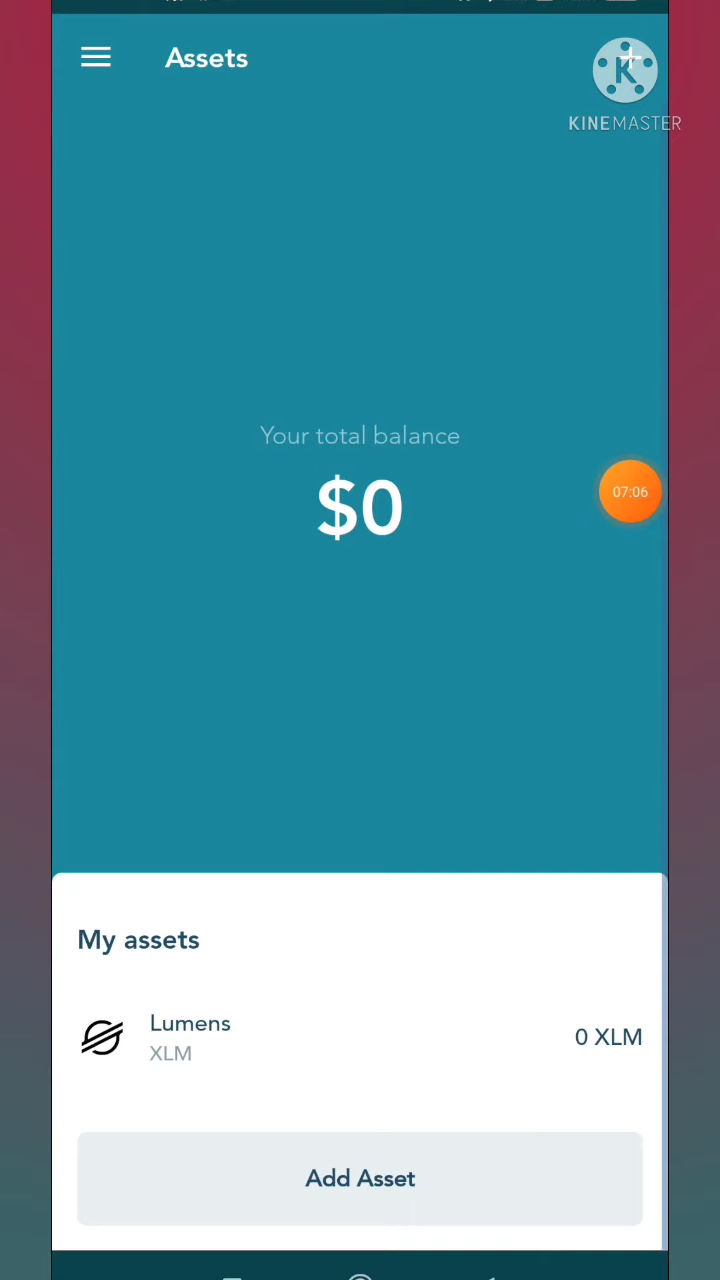 Assets
K
KINEMASTER
Your total balance
$0
07:06
My assets
Lumens
XLM
0 XLM
Add Asset